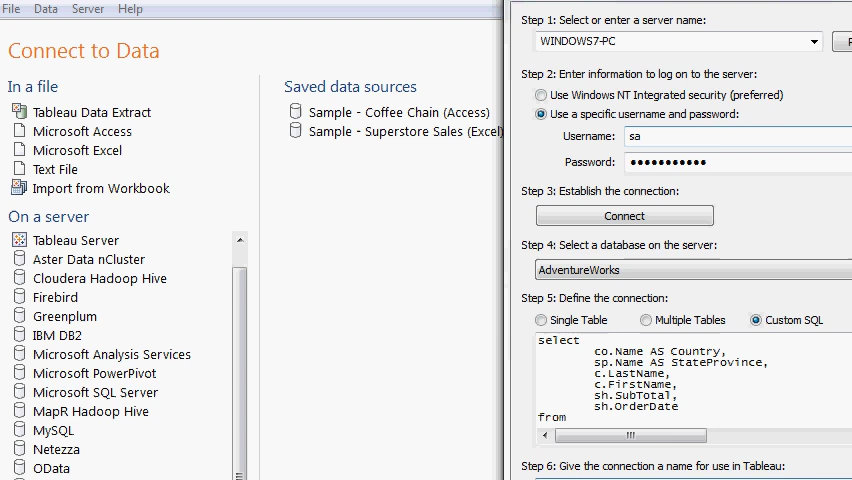 File Data Server Help
Connect to Data
In a file
Tableau Data Extract
Microsoft Access
Microsoft Excel
Text File
Import from Workbook
On a server
Tableau Server
Aster Data nCluster
Cloudera Hadoop Hive
Firebird
Greenplum
IBM DB2
Microsoft Analysis Services
Microsoft PowerPivot
Microsoft SQL Server
MapR Hadoop Hive
MySQL
Netezza
OData
Saved data sources
Sample - Coffee Chain (Access)
Sample - Superstore Sales (Excel)
Step 1: Select or enter a server name:
WINDOWS7-PC
Step 2: Enter information to log on to the server:
Use Windows NT Integrated security (preferred)
Use a specific username and password:
Username: sa
Password: •••••••••••
Step 3: Establish the connection:
Connect
Step 4: Select a database on the server:
AdventureWorks
Step 5: Define the connection:
Single Table Multiple Tables Custom SQL
select
co.Name AS Country,
sp.Name AS StateProvince,
c.LastName,
c.FirstName,
sh.SubTotal,
sh.OrderDate
from
Step 6: Give the connection a name for use in Tableau: